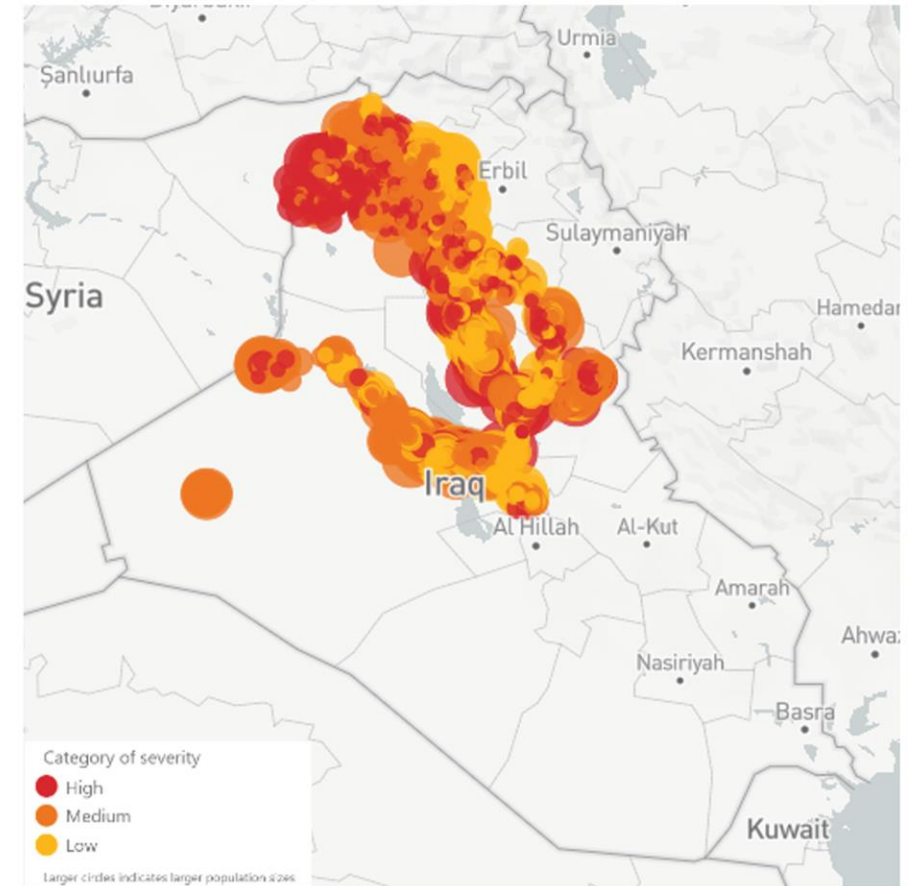 Urmia
Şanlıurfa
Erbil
Sulaymaniyah
Syria
Hamedan
Kermanshah
Iraq
Al Hillah
Al-Kut
Amarah
Ahwa
Nasiriyah
Basra
Category of severity
High
Medium
Kuwait
Low
Larger circles indicates larger population sizes